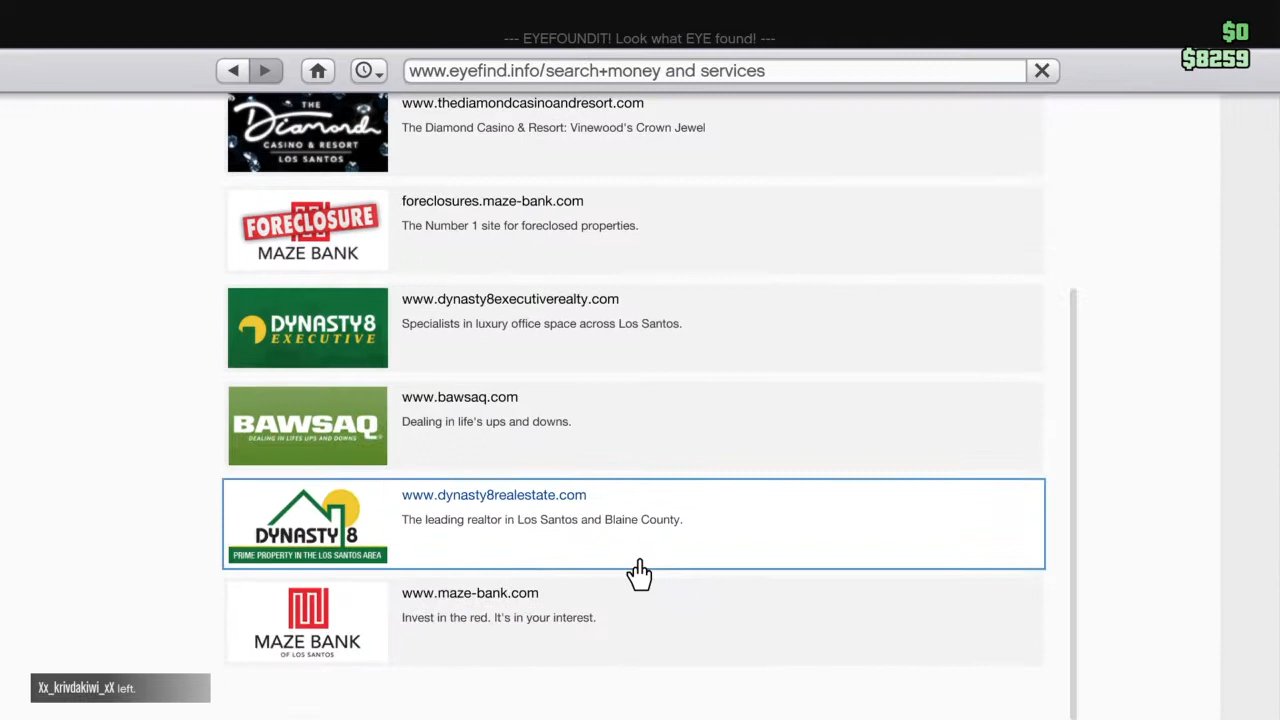 --- EYEFOUNDIT! Look what EYE found! ---
$0
$8259
www.eyefind.info/search+money and services
THE
Diamond
CASINO & RESORT
LOS SANTOS
www.thediamondcasinoandresort.com
The Diamond Casino & Resort: Vinewood's Crown Jewel
FORECLOSURE
MAZE BANK
foreclosures.maze-bank.com
The Number 1 site for foreclosed properties.
DYNASTY8
EXECUTIVE
www.dynasty8executiverealty.com
Specialists in luxury office space across Los Santos.
BAWSAQ
DEALING IN LIFES UPS AND DOWNS
www.bawsaq.com
Dealing in life's ups and downs.
DYNASTY 8
PRIME PROPERTY IN THE LOS SANTOS AREA
www.dynasty8realestate.com
The leading realtor in Los Santos and Blaine County.
MAZE BANK
OF LOS SANTOS
www.maze-bank.com
Invest in the red. It's in your interest.
Xx_krivdakiwi_xX left.